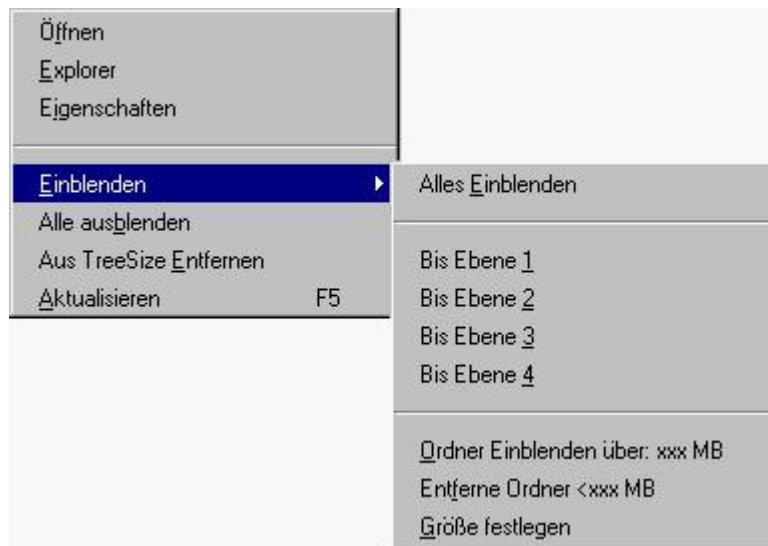 Öffnen
Explorer
Eigenschaften
Einblenden
Alle ausblenden
Aus TreeSize Entfernen
Aktualisieren F5
Alles Einblenden
Bis Ebene 1
Bis Ebene 2
Bis Ebene 3
Bis Ebene 4
Ordner Einblenden über: xxx MB
Entferne Ordner <xxx MB
Größe festlegen